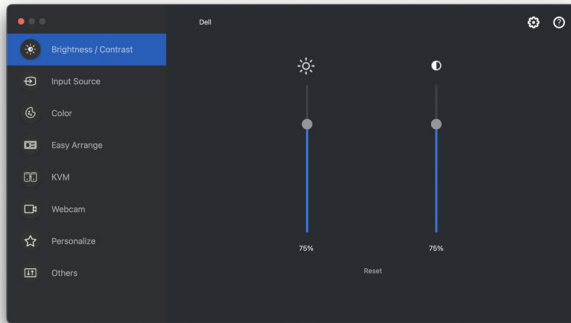 Dell
Brightness / Contrast
Input Source
Color
Easy Arrange
KVM
Webcam
Personalize
Others
75%
75%
Reset